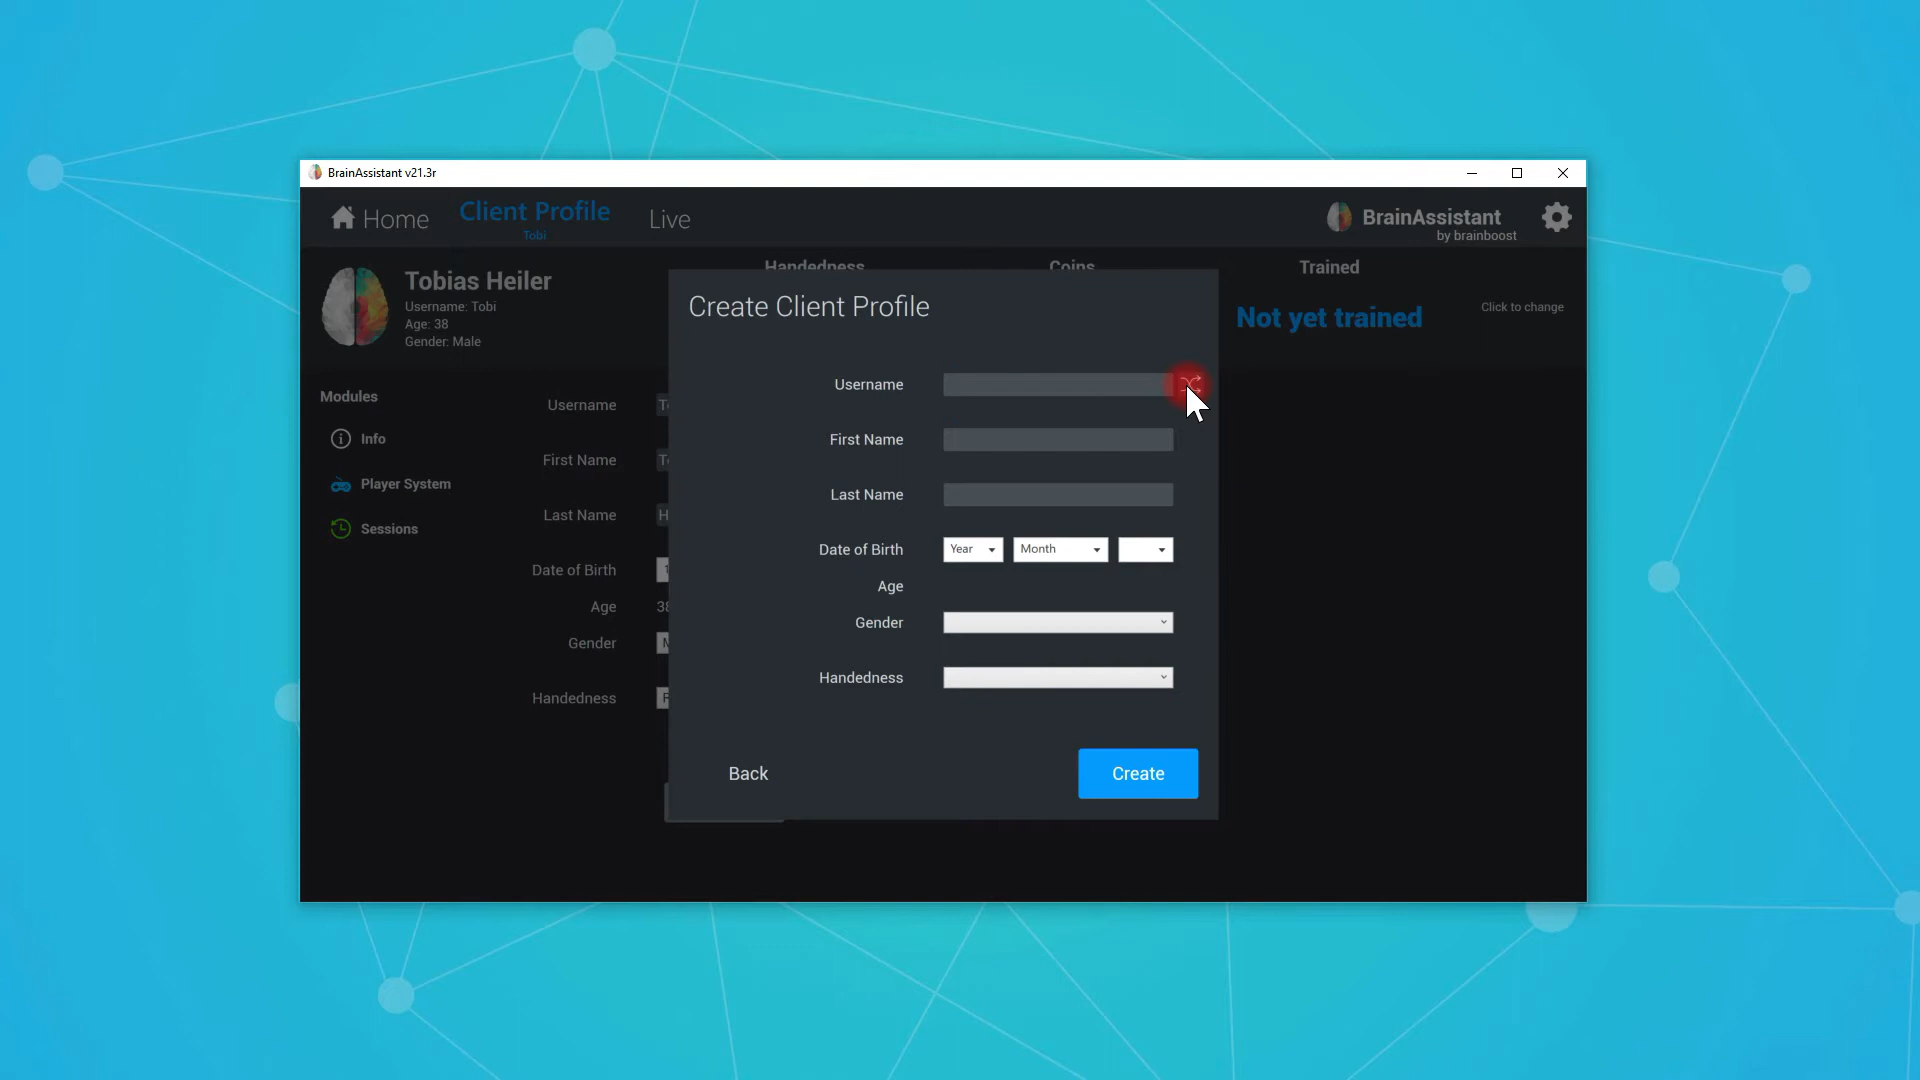 BrainAssistant v21.3r
Home
Client Profile
Tobi
Live
BrainAssistant
by brainboost
Tobias Heiler
Username: Tobi
Age: 38
Gender: Male
Handedness
Coins
Trained
Not yet trained
Click to change
Modules
Info
Player System
Sessions
Username
First Name
Last Name
Date of Birth
Age
38
Gender
Handedness
Create Client Profile
Username
First Name
Last Name
Date of Birth
Year
Month
Age
Gender
Handedness
Back
Create